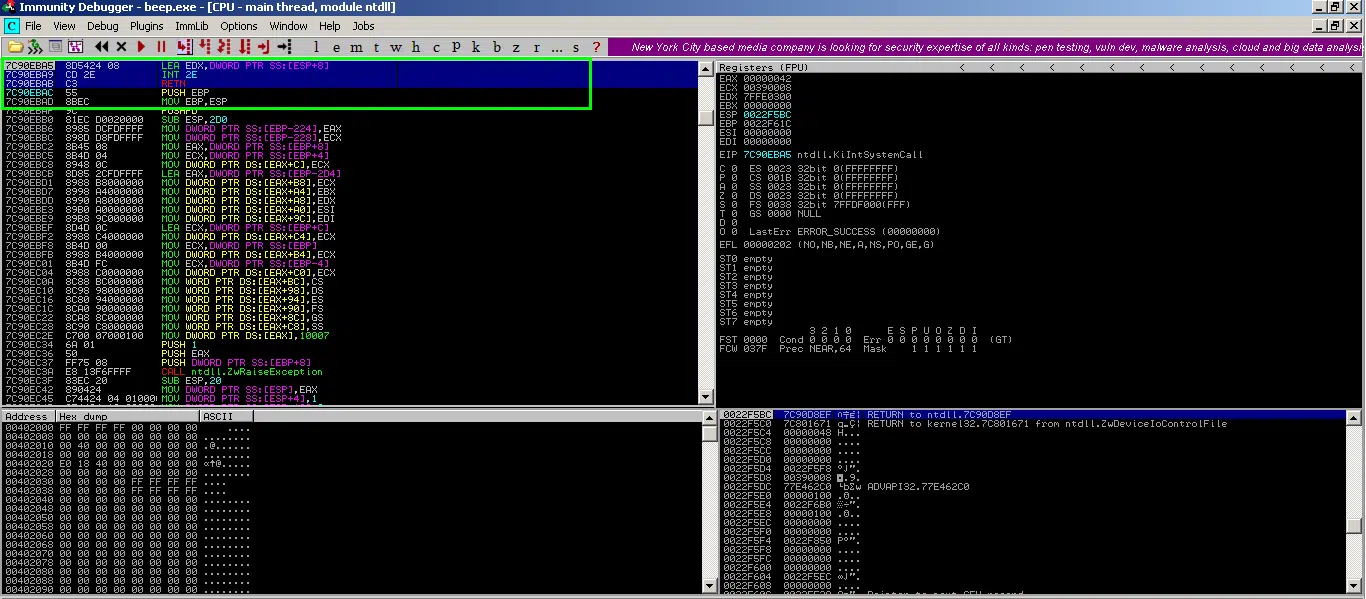 Immunity Debugger - beep.exe - [CPU - main thread, module ntdll]
C File View Debug Plugins ImmLib Options Window Help Jobs
l e m t w h c P k b z r ... s ? New York City based media company is looking for security expertise of all kinds: pen testing, vuln dev, malware analysis, cloud and big data analysi
7C90EBA5 8D5424 08 LEA EDX,DWORD PTR SS:[ESP+8]
7C90EBA9 CD 2E INT 2E
7C90EBAB C3 RETN
7C90EBAC 55 PUSH EBP
7C90EBAD 8BEC MOV EBP,ESP
7C90EBAF 9C PUSHFD
7C90EBB0 81EC D0020000 SUB ESP,2D0
7C90EBB6 8985 DCFDFFFF MOV DWORD PTR SS:[EBP-224],EAX
7C90EBBC 898D D8FDFFFF MOV DWORD PTR SS:[EBP-228],ECX
7C90EBC2 8B45 08 MOV EAX,DWORD PTR SS:[EBP+8]
7C90EBC5 8B4D 04 MOV ECX,DWORD PTR SS:[EBP+4]
7C90EBC8 8948 0C MOV DWORD PTR DS:[EAX+C],ECX
7C90EBCB 8D85 2CFDFFFF LEA EAX,DWORD PTR SS:[EBP-2D4]
7C90EBD1 8988 B8000000 MOV DWORD PTR DS:[EAX+B8],ECX
7C90EBD7 8998 A4000000 MOV DWORD PTR DS:[EAX+A4],EBX
7C90EBDD 8990 A8000000 MOV DWORD PTR DS:[EAX+A8],EDX
7C90EBE3 89B0 A0000000 MOV DWORD PTR DS:[EAX+A0],ESI
7C90EBE9 89B8 9C000000 MOV DWORD PTR DS:[EAX+9C],EDI
7C90EBEF 8D4D 0C LEA ECX,DWORD PTR SS:[EBP+C]
7C90EBF2 8988 C4000000 MOV DWORD PTR DS:[EAX+C4],ECX
7C90EBF8 8B4D 00 MOV ECX,DWORD PTR SS:[EBP]
7C90EBFB 8988 B4000000 MOV DWORD PTR DS:[EAX+B4],ECX
7C90EC01 8B4D FC MOV ECX,DWORD PTR SS:[EBP-4]
7C90EC04 8988 C0000000 MOV DWORD PTR DS:[EAX+C0],ECX
7C90EC0A 8C88 BC000000 MOV WORD PTR DS:[EAX+BC],CS
7C90EC10 8C98 98000000 MOV WORD PTR DS:[EAX+98],DS
7C90EC16 8C80 94000000 MOV WORD PTR DS:[EAX+94],ES
7C90EC1C 8CA0 90000000 MOV WORD PTR DS:[EAX+90],FS
7C90EC22 8CA8 8C000000 MOV WORD PTR DS:[EAX+8C],GS
7C90EC28 8C90 C8000000 MOV WORD PTR DS:[EAX+C8],SS
7C90EC2E C700 07000100 MOV DWORD PTR DS:[EAX],10007
7C90EC34 6A 01 PUSH 1
7C90EC36 50 PUSH EAX
7C90EC37 FF75 08 PUSH DWORD PTR SS:[EBP+8]
7C90EC3A E8 13F6FFFF CALL ntdll.ZwRaiseException
7C90EC3F 83EC 20 SUB ESP,20
7C90EC42 890424 MOV DWORD PTR SS:[ESP],EAX
7C90EC45 C74424 04 01000 MOV DWORD PTR SS:[ESP+4],1
Registers (FPU) < < < < < < < < < < < < < <
EAX 00000042
ECX 00390008
EDX 7FFE0300
EBX 00000000
ESP 0022F5BC
EBP 0022F61C
ESI 00000000
EDI 00000000
EIP 7C90EBA5 ntdll.KiIntSystemCall
C 0 ES 0023 32bit 0(FFFFFFFF)
P 0 CS 001B 32bit 0(FFFFFFFF)
A 0 SS 0023 32bit 0(FFFFFFFF)
Z 0 DS 0023 32bit 0(FFFFFFFF)
S 0 FS 0038 32bit 7FFDF000(FFF)
T 0 GS 0000 NULL
D 0
O 0 LastErr ERROR_SUCCESS (00000000)
EFL 00000202 (NO,NB,NE,A,NS,PO,GE,G)
ST0 empty
ST1 empty
ST2 empty
ST3 empty
ST4 empty
ST5 empty
ST6 empty
ST7 empty
3 2 1 0 E S P U O Z D I
FST 0000 Cond 0 0 0 0 Err 0 0 0 0 0 0 0 0 (GT)
FCW 037F Prec NEAR,64 Mask 1 1 1 1 1 1
Address Hex dump ASCII
00402000 FF FF FF FF 00 00 00 00 ....
00402008 00 00 00 00 00 00 00 00 ........
00402010 00 40 00 00 00 00 00 00 .@......
00402018 00 00 00 00 00 00 00 00 ........
00402020 E0 18 40 00 00 00 00 00
00402028 00 00 00 00 00 00 00 00 ........
00402030 00 00 00 00 FF FF FF FF ....
00402038 00 00 00 00 FF FF FF FF ....
00402040 00 00 00 00 00 00 00 00 ........
00402048 00 00 00 00 00 00 00 00 ........
00402050 00 00 00 00 00 00 00 00 ........
00402058 00 00 00 00 00 00 00 00 ........
00402060 00 00 00 00 00 00 00 00 ........
00402068 00 00 00 00 00 00 00 00 ........
00402070 00 00 00 00 00 00 00 00 ........
00402078 00 00 00 00 00 00 00 00 ........
00402080 00 00 00 00 00 00 00 00 ........
00402088 00 00 00 00 00 00 00 00 ........
00402090 00 00 00 00 00 00 00 00 ........
0022F5BC 7C90D8EF RETURN to ntdll.7C90D8EF
0022F5C0 7C801671 RETURN to kernel32.7C801671 from ntdll.ZwDeviceIoControlFile
0022F5C4 00000048 H...
0022F5C8 00000000 ....
0022F5CC 00000000 ....
0022F5D0 00000000 ....
0022F5D4 0022F5F8
0022F5D8 00390008
0022F5DC 77E462C0 ADVAPI32.77E462C0
0022F5E0 00000100
0022F5E4 0022F6B0
0022F5E8 00000100
0022F5EC 00000000 ....
0022F5F0 00000000 ....
0022F5F4 0022F850
0022F5F8 00000000 ....
0022F5FC 00000000 ....
0022F600 00000000 ....
0022F604 0022F5EC
0022F608 00000000 ....